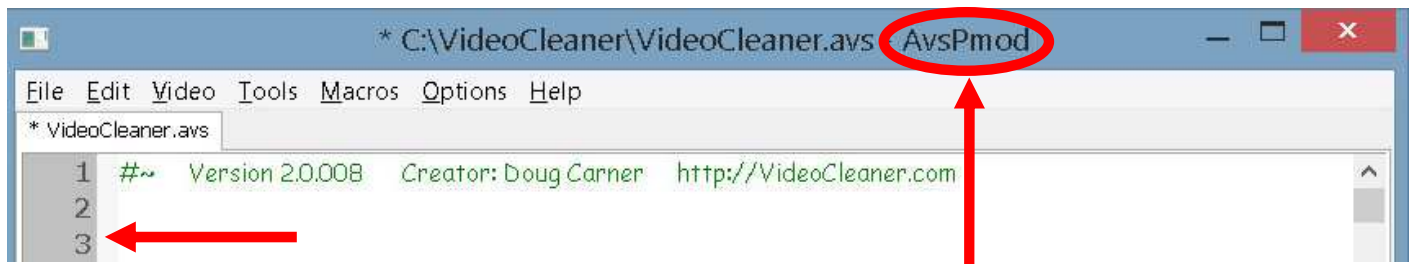 * C:\VideoCleaner\VideoCleaner.avs - AvsPmod
File Edit Video Tools Macros Options Help
* VideoCleaner.avs
1 #~ Version 2.0.008 Creator: Doug Carner http://VideoCleaner.com
2
3